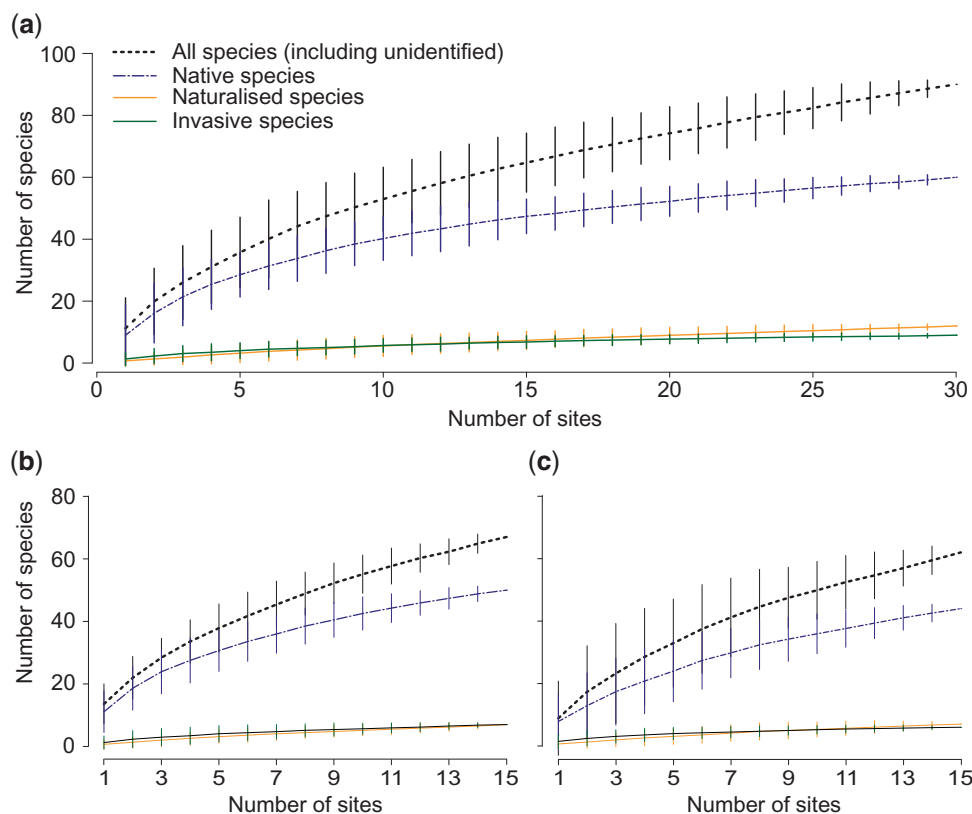 (a)
All species (including unidentified)
Native species
Naturalised species
Invasive species
Number of species
100
80
60
40
20
0
0 5 10 15 20 25 30
Number of sites
(b)
Number of species
80
60
40
20
0
1 3 5 7 9 11 13 15
Number of sites
(c)
1 3 5 7 9 11 13 15
Number of sites